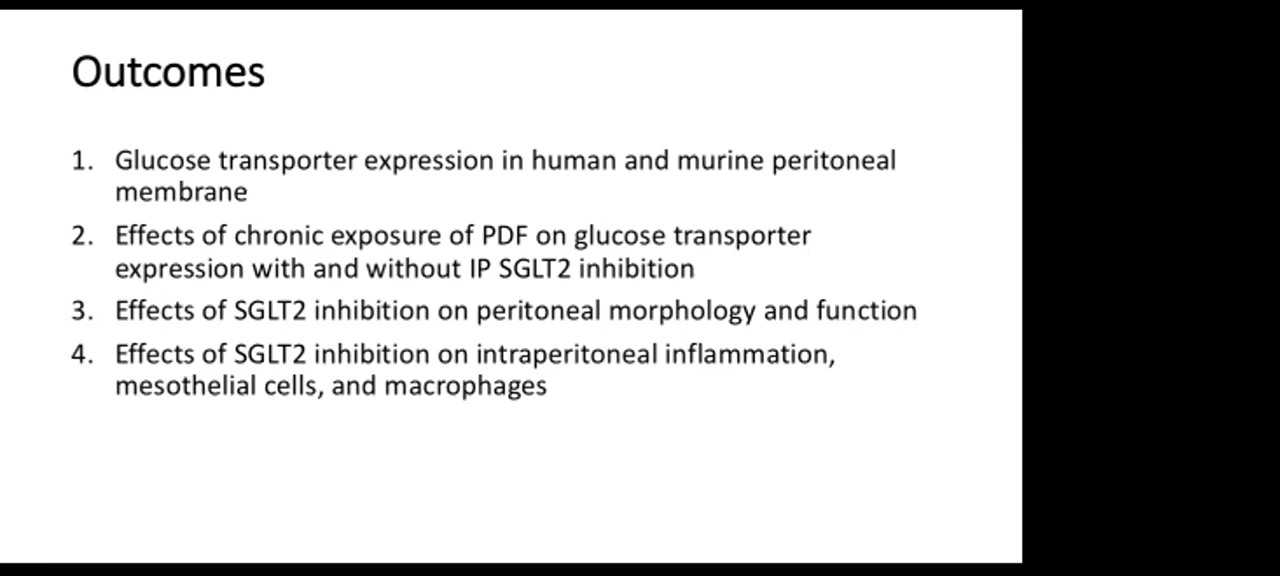 Outcomes
1. Glucose transporter expression in human and murine peritoneal
membrane
2. Effects of chronic exposure of PDF on glucose transporter
expression with and without IP SGLT2 inhibition
3. Effects of SGLT2 inhibition on peritoneal morphology and function
4. Effects of SGLT2 inhibition on intraperitoneal inflammation,
mesothelial cells, and macrophages